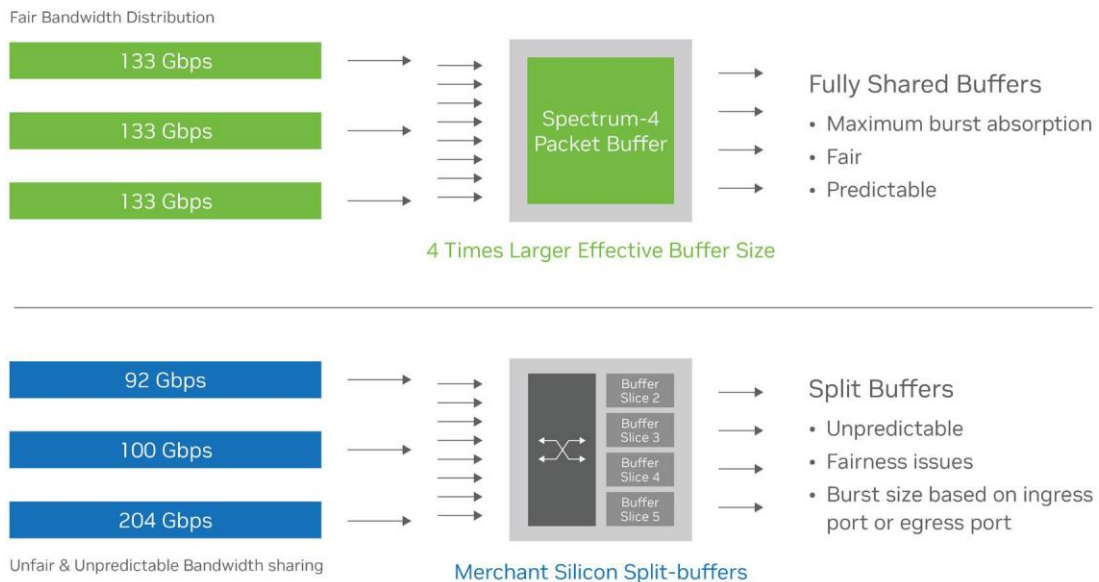 Fair Bandwidth Distribution
133 Gbps
133 Gbps
133 Gbps
Spectrum-4
Packet Buffer
4 Times Larger Effective Buffer Size
Fully Shared Buffers
• Maximum burst absorption
• Fair
• Predictable
92 Gbps
100 Gbps
204 Gbps
Unfair & Unpredictable Bandwidth sharing
Buffer
Slice 2
Buffer
Slice 3
Buffer
Slice 4
Buffer
Slice 5
Merchant Silicon Split-buffers
Split Buffers
• Unpredictable
• Fairness issues
• Burst size based on ingress
port or egress port